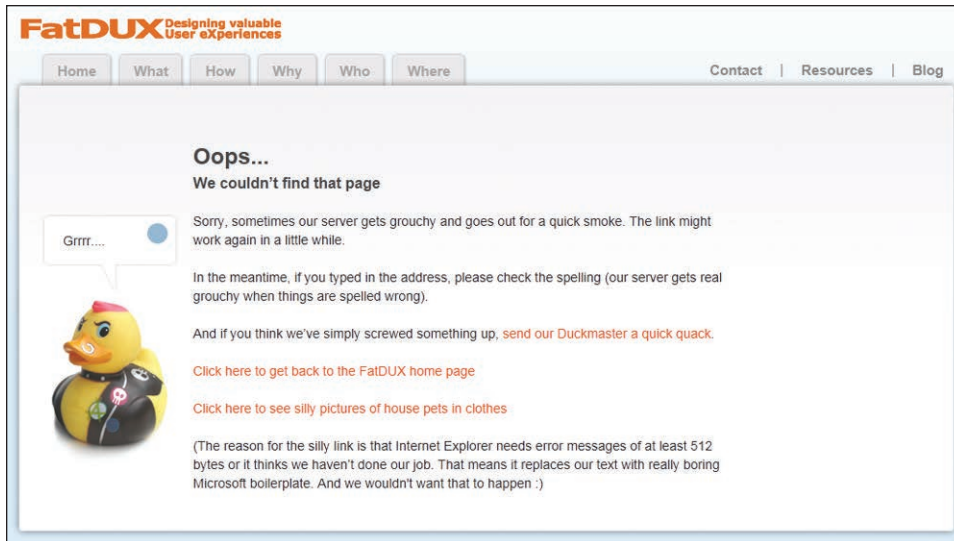 FatDUX Designing valuable
User eXperiences
Home What How Why Who Where
Contact | Resources | Blog
Oops...
We couldn't find that page
Sorry, sometimes our server gets grouchy and goes out for a quick smoke. The link might
work again in a little while.
Grrrr....
In the meantime, if you typed in the address, please check the spelling (our server gets real
grouchy when things are spelled wrong).
And if you think we've simply screwed something up, send our Duckmaster a quick quack.
Click here to get back to the FatDUX home page
Click here to see silly pictures of house pets in clothes
(The reason for the silly link is that Internet Explorer needs error messages of at least 512
bytes or it thinks we haven't done our job. That means it replaces our text with really boring
Microsoft boilerplate. And we wouldn't want that to happen :)